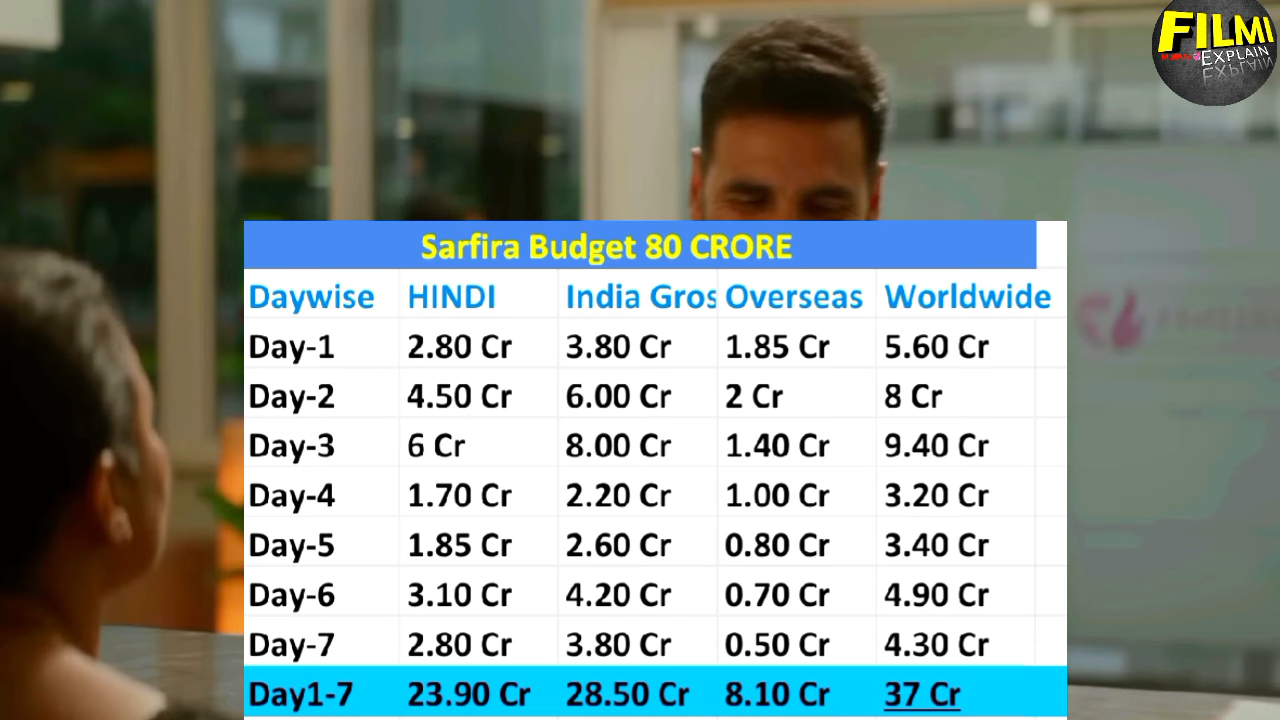 FILMI
EXPLAIN
Sarfira Budget 80 CRORE
Daywise HINDI India Gros Overseas Worldwide
Day-1 2.80 Cr 3.80 Cr 1.85 Cr 5.60 Cr
Day-2 4.50 Cr 6.00 Cr 2 Cr 8 Cr
Day-3 6 Cr 8.00 Cr 1.40 Cr 9.40 Cr
Day-4 1.70 Cr 2.20 Cr 1.00 Cr 3.20 Cr
Day-5 1.85 Cr 2.60 Cr 0.80 Cr 3.40 Cr
Day-6 3.10 Cr 4.20 Cr 0.70 Cr 4.90 Cr
Day-7 2.80 Cr 3.80 Cr 0.50 Cr 4.30 Cr
Day1-7 23.90 Cr 28.50 Cr 8.10 Cr 37 Cr